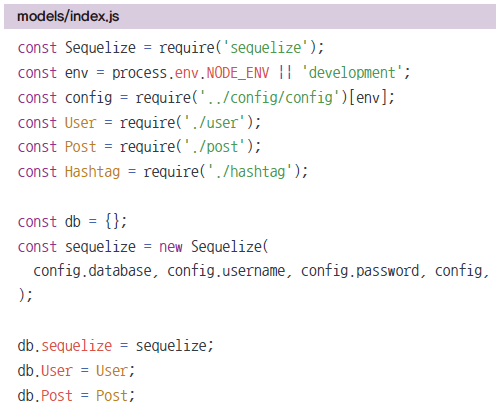 models/index.js
const Sequelize = require('sequelize');
const env = process.env.NODE_ENV || 'development';
const config = require('../config/config')[env];
const User = require('./user');
const Post = require('./post');
const Hashtag = require('./hashtag');
const db = {};
const sequelize = new Sequelize(
config.database, config.username, config.password, config,
);
db.sequelize = sequelize;
db.User = User;
db.Post = Post;